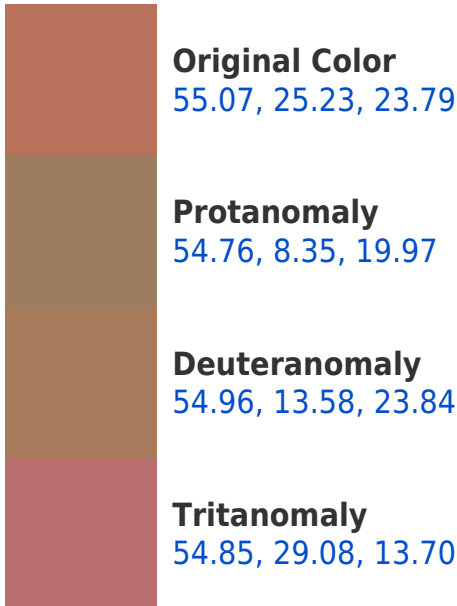 Original Color
55.07, 25.23, 23.79
Protanomaly
54.76, 8.35, 19.97
Deuteranomaly
54.96, 13.58, 23.84
Tritanomaly
54.85, 29.08, 13.70